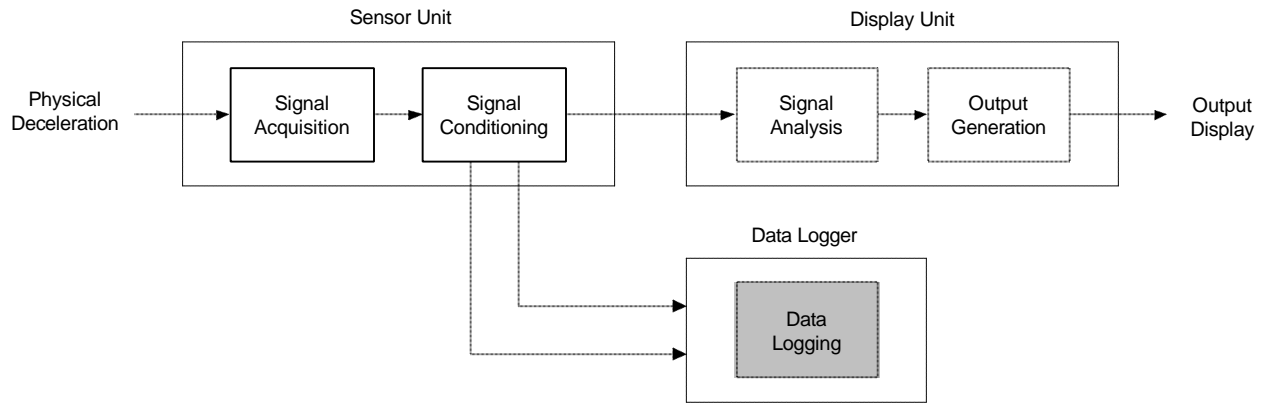 Sensor Unit
Display Unit
Physical
Deceleration
Signal
Acquisition
Signal
Conditioning
Signal
Analysis
Output
Generation
Output
Display
Data Logger
Data
Logging